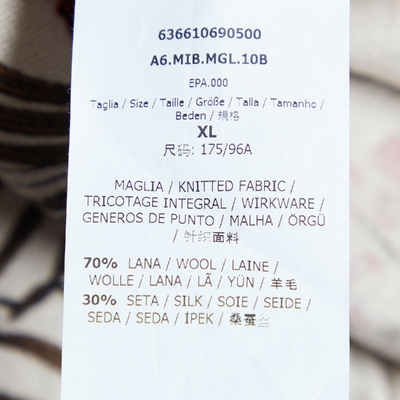 636610690500
A6.MIB.MGL.10B
EPA.000
Taglia / Size / Taille / Größe / Talla / Tamanho /
Beden / 規格
XL
尺码: 175/96A
MAGLIA / KNITTED FABRIC /
TRICOTAGE INTEGRAL / WIRKWARE /
GENEROS DE PUNTO / MALHA / ÖRGÜ
/ 针织面料
70% LANA / WOOL / LAINE /
WOLLE / LANA / LÃ / YÜN / 羊毛
30% SETA / SILK / SOIE / SEIDE /
SEDA / SEDA / İPEK / 桑蚕丝